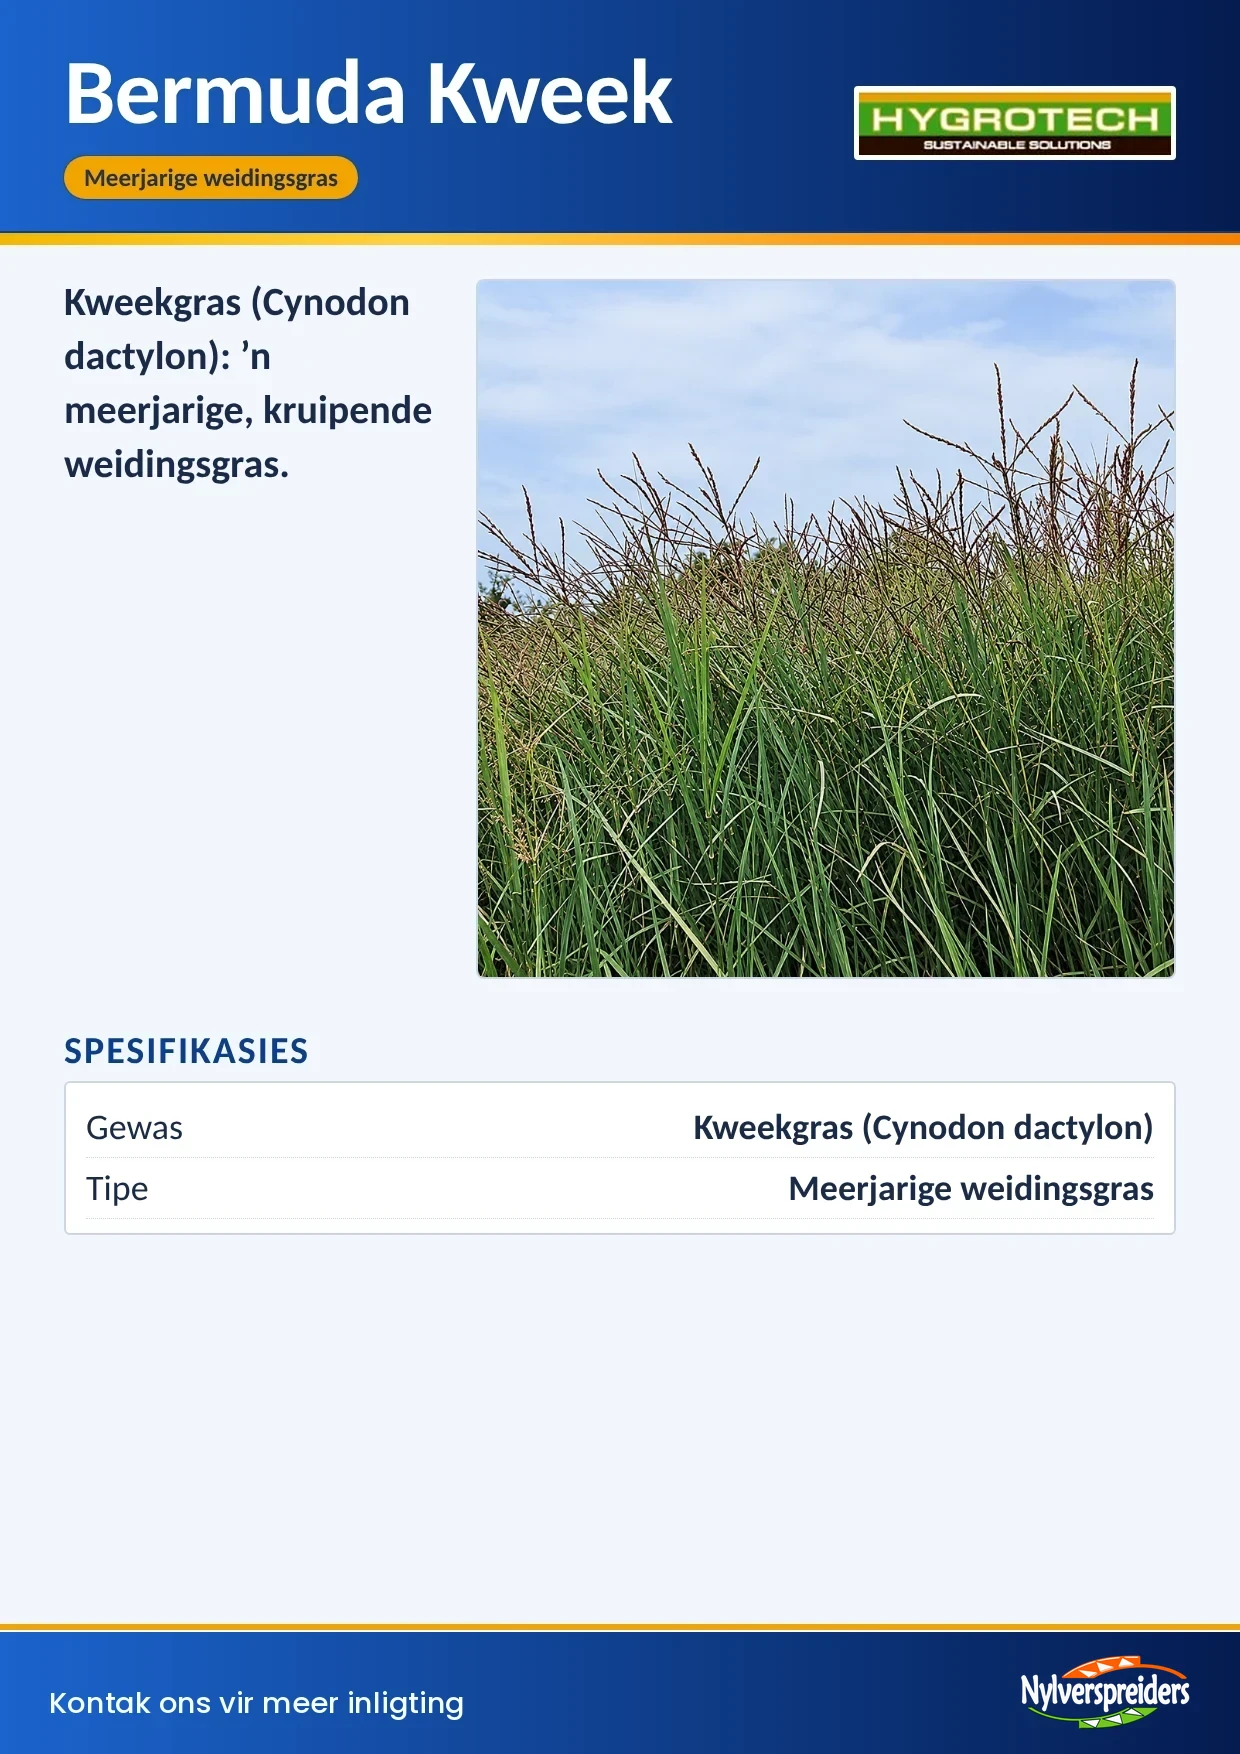 Bermuda Kweek
Meerjarige weidingsgras
HYGROTECH
SUSTAINABLE SOLUTIONS
Kweekgras (Cynodon
dactylon): ’n
meerjarige, kruipende
weidingsgras.
SPESIFIKASIES
Gewas Kweekgras (Cynodon dactylon)
Tipe Meerjarige weidingsgras
Kontak ons vir meer inligting
Nylverspreiders